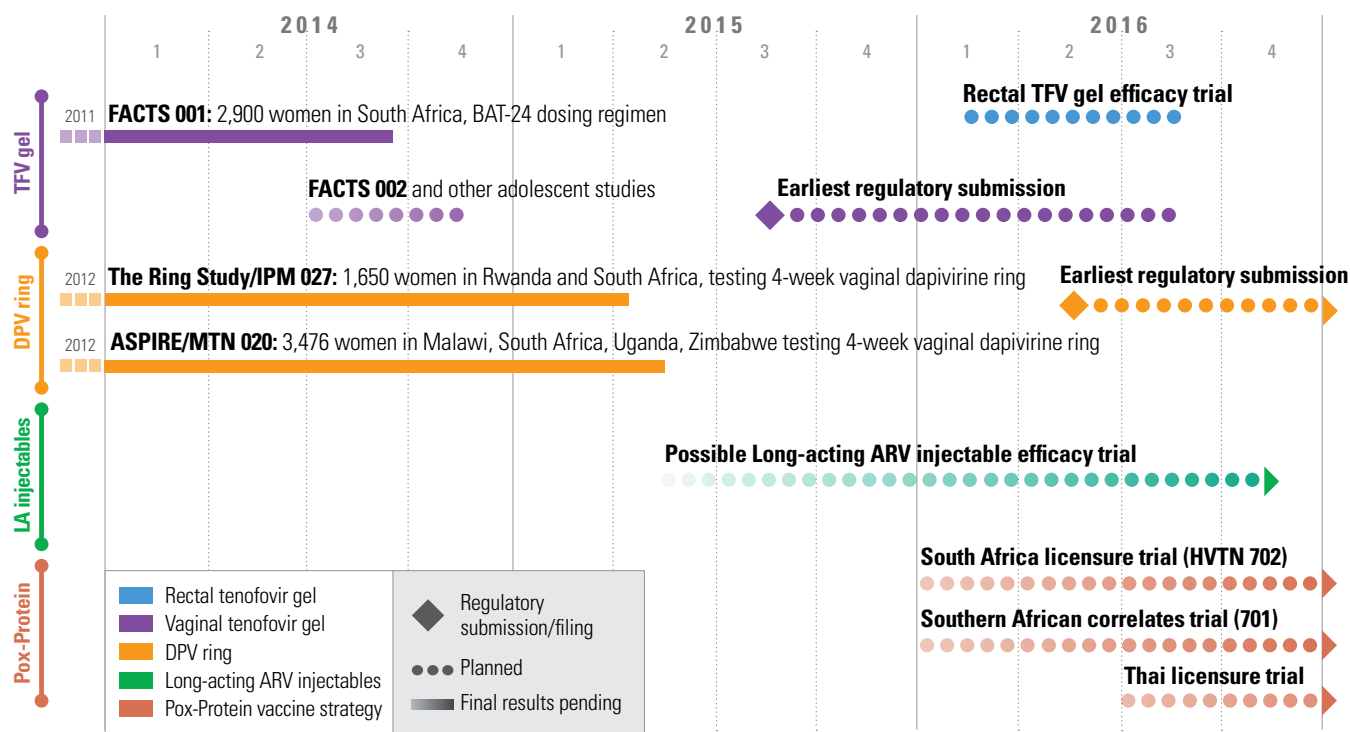 2014
2015
2016
1
2
3
4
1
2
3
4
1
2
3
4
TFV gel
2011
FACTS 001: 2,900 women in South Africa, BAT-24 dosing regimen
Rectal TFV gel efficacy trial
FACTS 002 and other adolescent studies
Earliest regulatory submission
DPV ring
2012
The Ring Study/IPM 027: 1,650 women in Rwanda and South Africa, testing 4-week vaginal dapivirine ring
Earliest regulatory submission
2012
ASPIRE/MTN 020: 3,476 women in Malawi, South Africa, Uganda, Zimbabwe testing 4-week vaginal dapivirine ring
LA injectables
Possible Long-acting ARV injectable efficacy trial
Pox-Protein
South Africa licensure trial (HVTN 702)
Southern African correlates trial (701)
Thai licensure trial
Rectal tenofovir gel
Vaginal tenofovir gel
DPV ring
Long-acting ARV injectables
Pox-Protein vaccine strategy
Regulatory
submission/filing
Planned
Final results pending